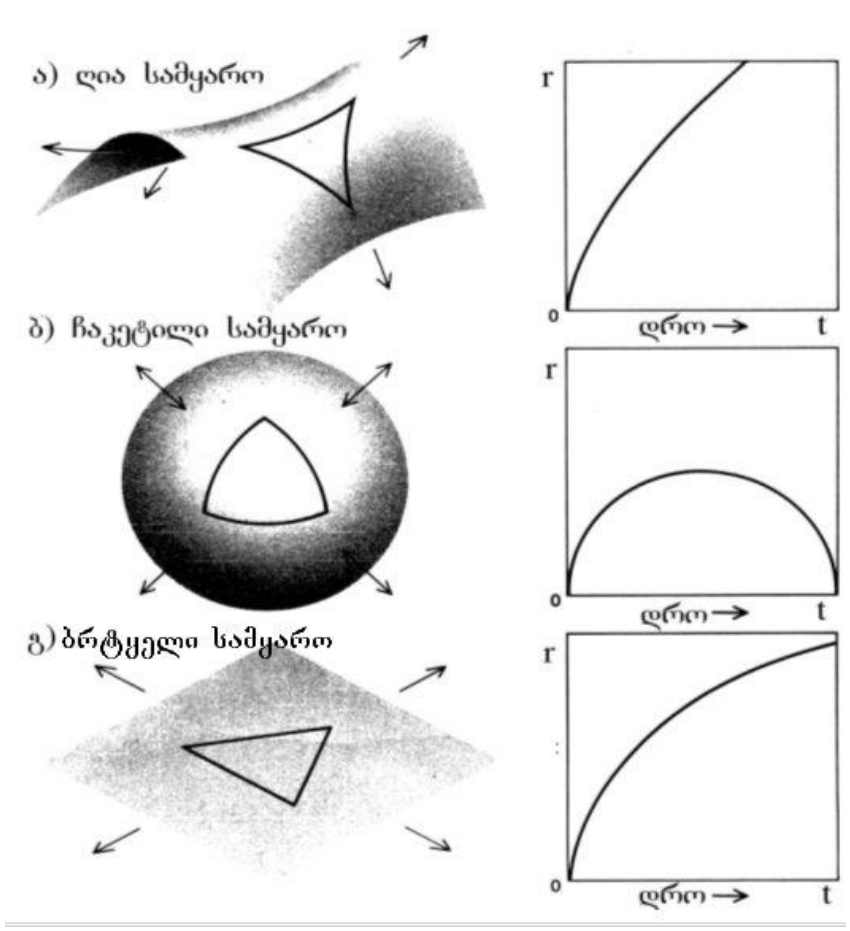 ა) ღია სამყარო
r
0
დრო → t
ბ) ჩაკეტილი სამყარო
r
0
დრო → t
გ) ბრტყელი სამყარო
r
0
დრო → t